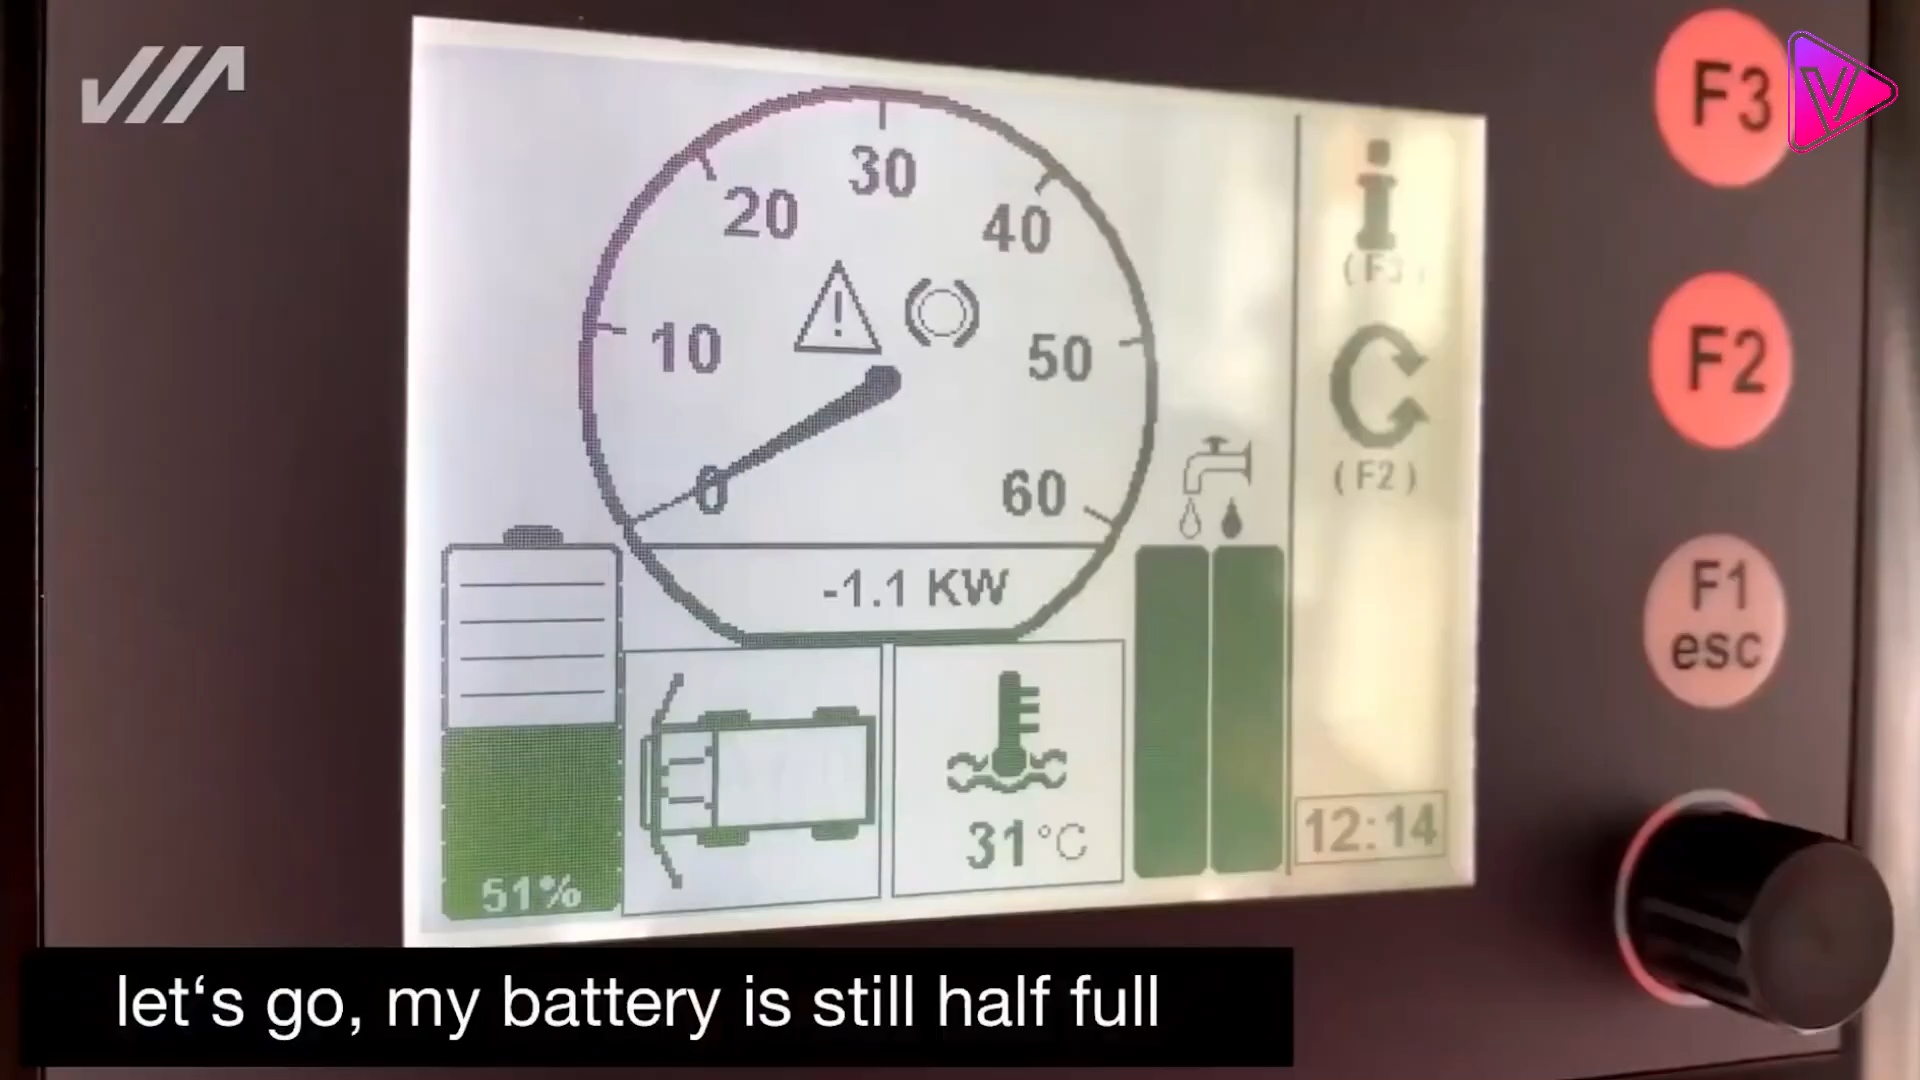 F3
30
20
40
10
50
0
60
-1.1 KW
( F2 )
F2
F1
esc
31°C
51%
12:14
let‘s go, my battery is still half full